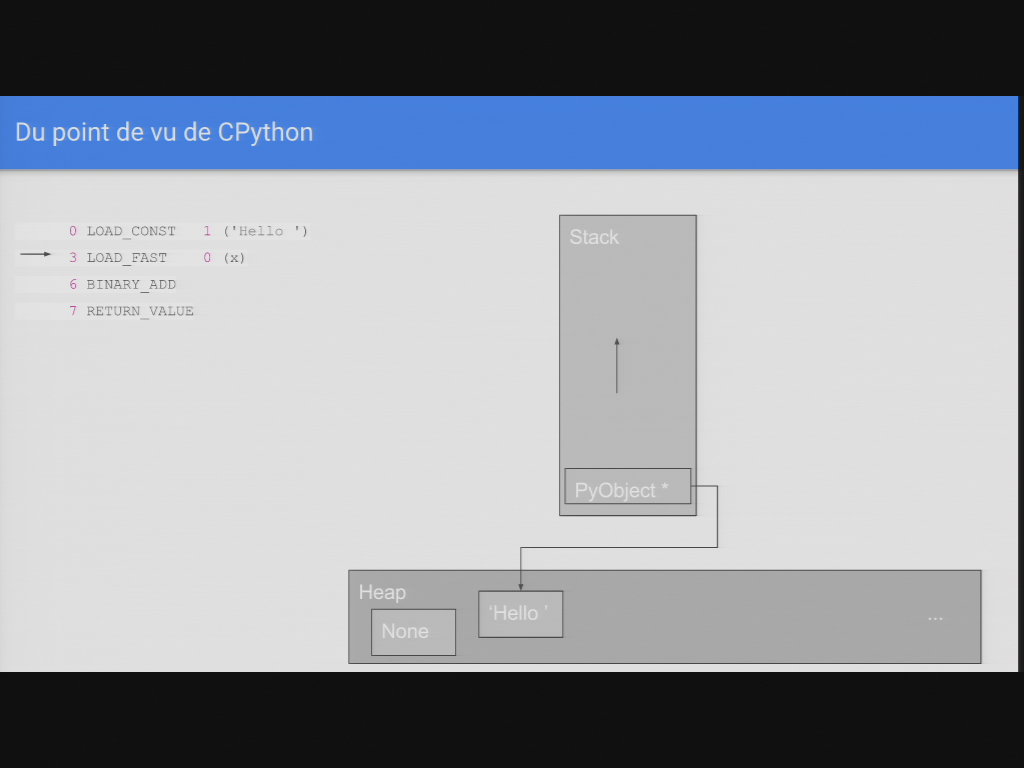 Du point de vu de CPython
0 LOAD_CONST 1 ('Hello ')
3 LOAD_FAST 0 (x)
6 BINARY_ADD
7 RETURN_VALUE
Stack
PyObject *
Heap
None
‘Hello ’
...